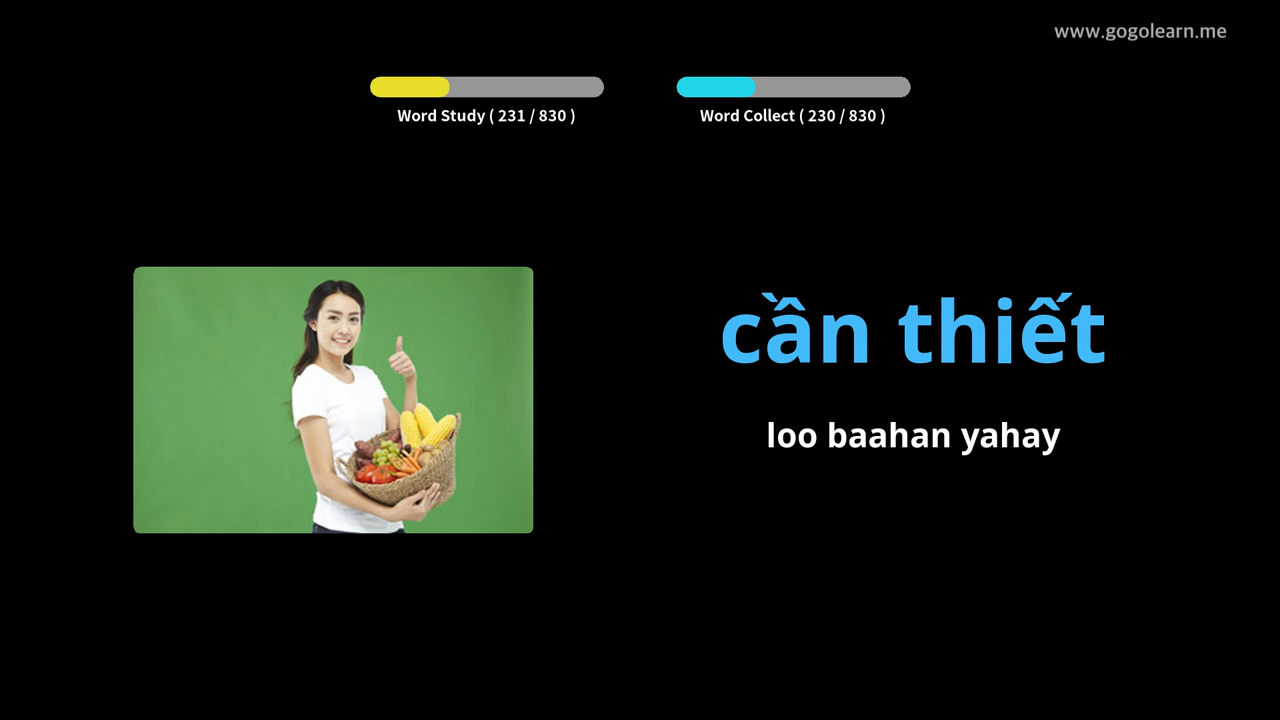 www.gogolearn.me
Word Study ( 231 / 830 )
Word Collect ( 230 / 830 )
cần thiết
loo baahan yahay